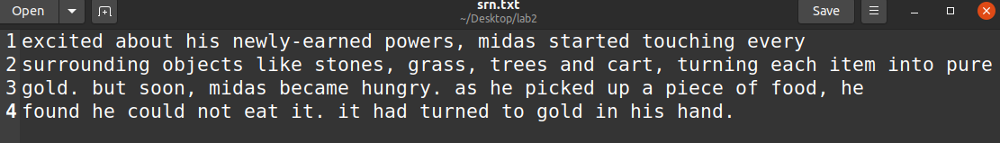 srn.txt
Open
~/Desktop/lab2
Save
1 excited about his newly-earned powers, midas started touching every
2 surrounding objects like stones, grass, trees and cart, turning each item into pure
3 gold. but soon, midas became hungry. as he picked up a piece of food, he
4 found he could not eat it. it had turned to gold in his hand.